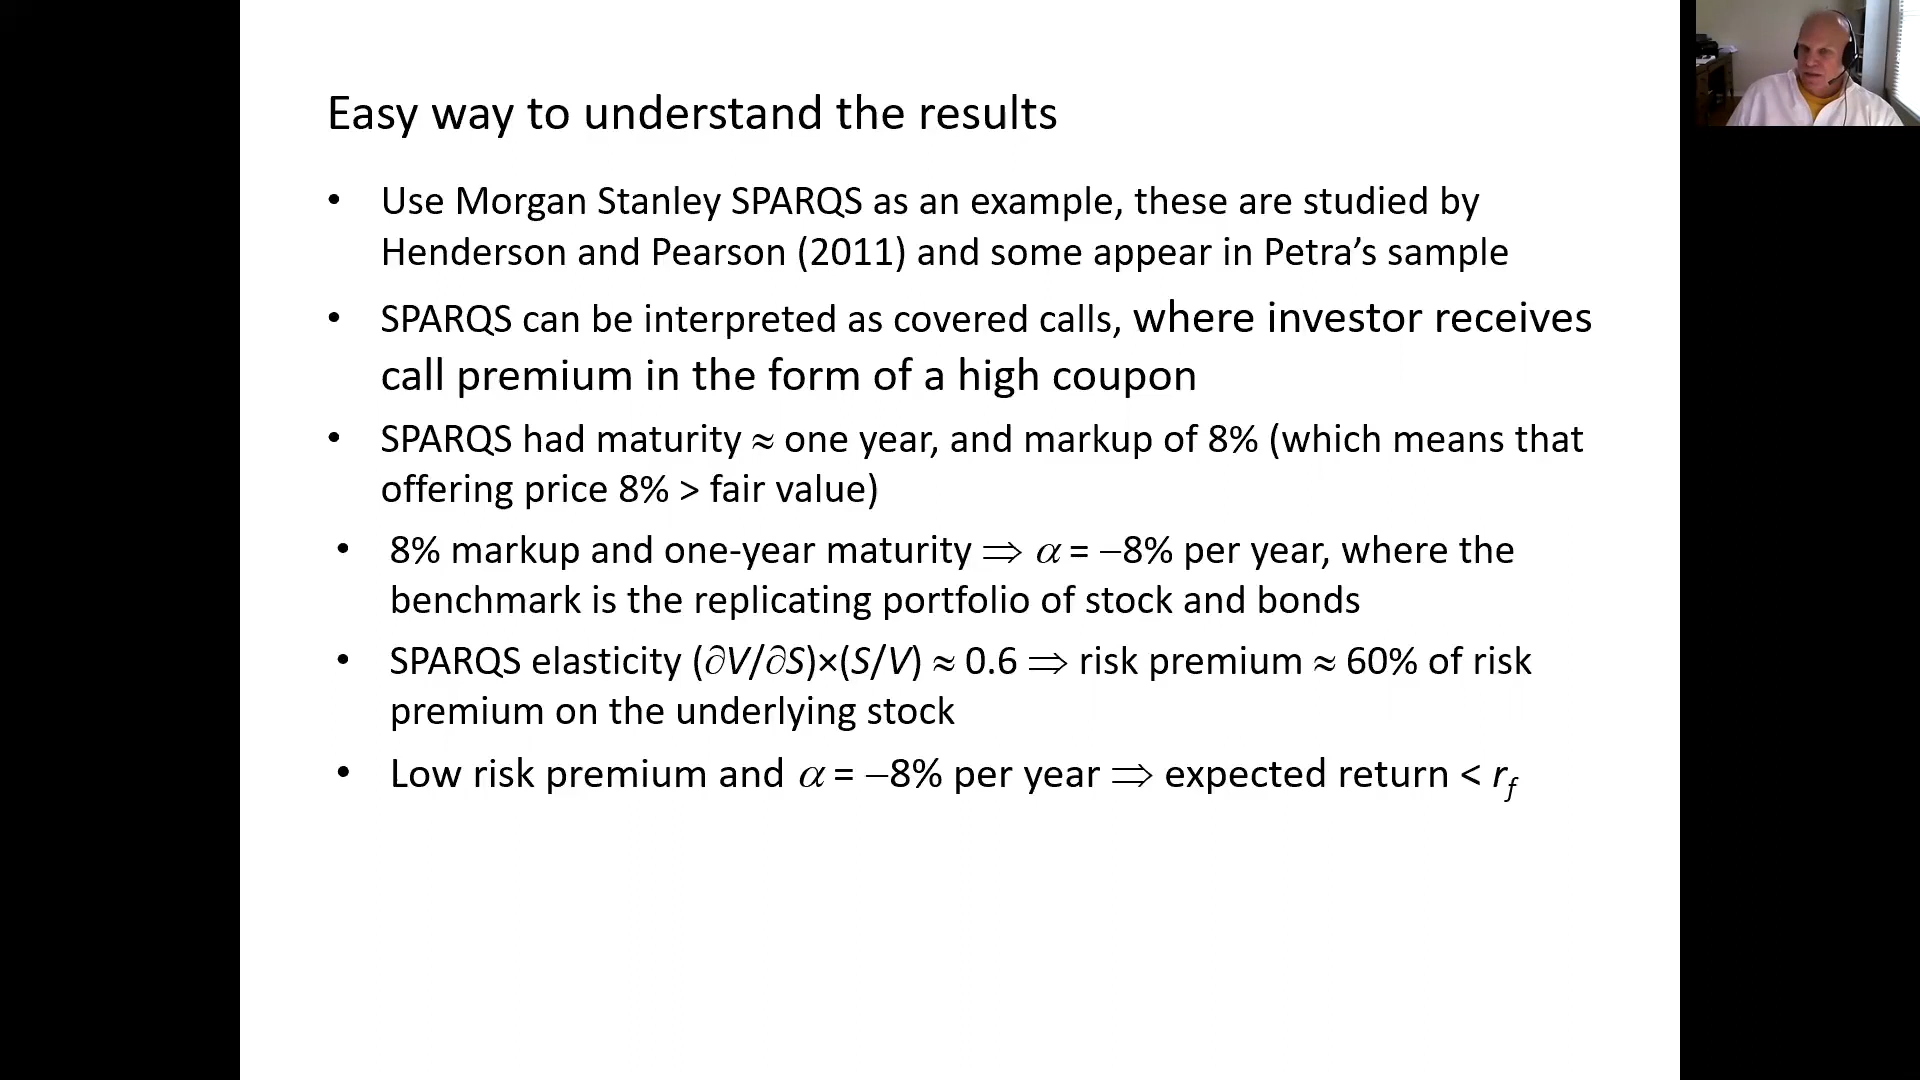 Easy way to understand the results
• Use Morgan Stanley SPARQS as an example, these are studied by
Henderson and Pearson (2011) and some appear in Petra’s sample
• SPARQS can be interpreted as covered calls, where investor receives
call premium in the form of a high coupon
• SPARQS had maturity ≈ one year, and markup of 8% (which means that
offering price 8% > fair value)
• 8% markup and one-year maturity ⇒ α = −8% per year, where the
benchmark is the replicating portfolio of stock and bonds
• SPARQS elasticity (∂V/∂S)×(S/V) ≈ 0.6 ⇒ risk premium ≈ 60% of risk
premium on the underlying stock
• Low risk premium and α = −8% per year ⇒ expected return < r_f